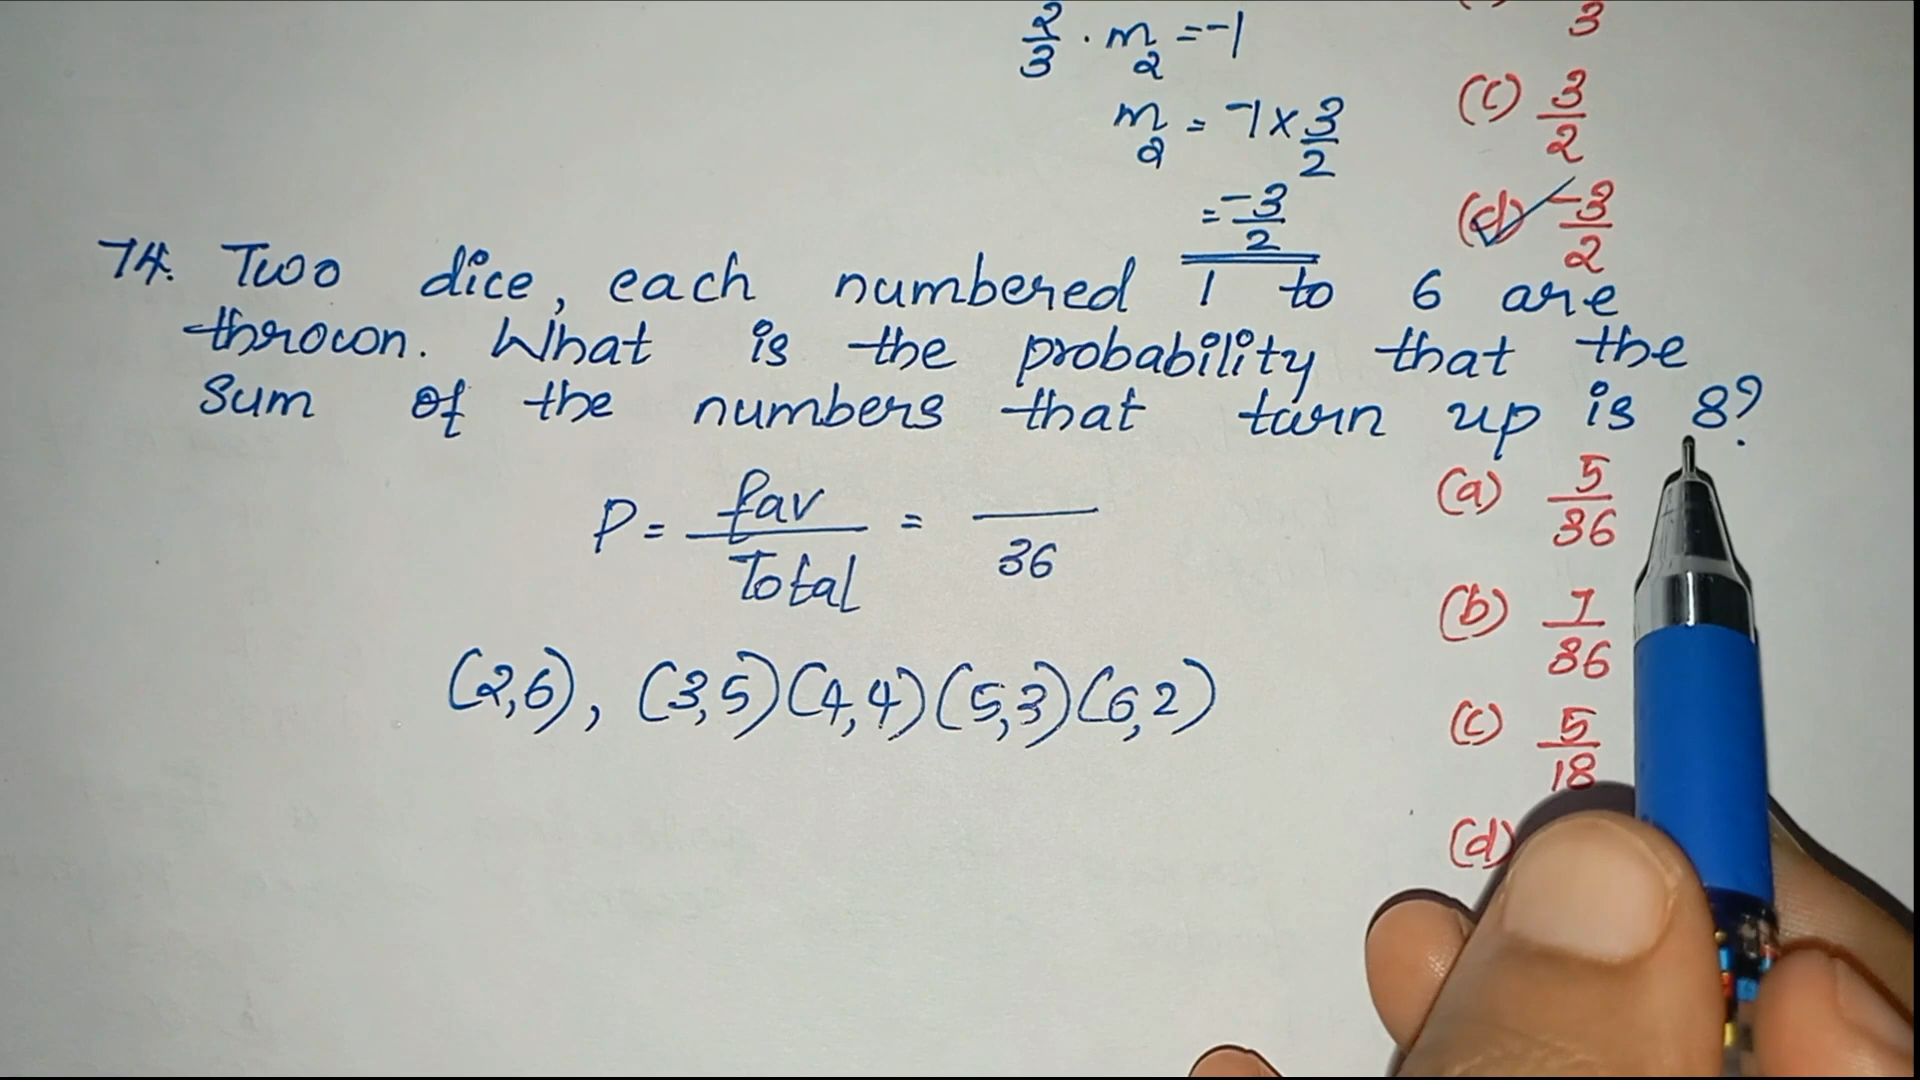 2/3 · m2 = -1
m2 = -1 × 3/2
= -3/2
3
(c) 3/2
(d) -3/2
74. Two dice, each numbered 1 to 6 are
thrown. What is the probability that the
sum of the numbers that turn up is 8?
P = fav/Total = /36
(2,6), (3,5) (4,4) (5,3) (6,2)
(a) 5/36
(b) 7/36
(c) 5/18
(d)